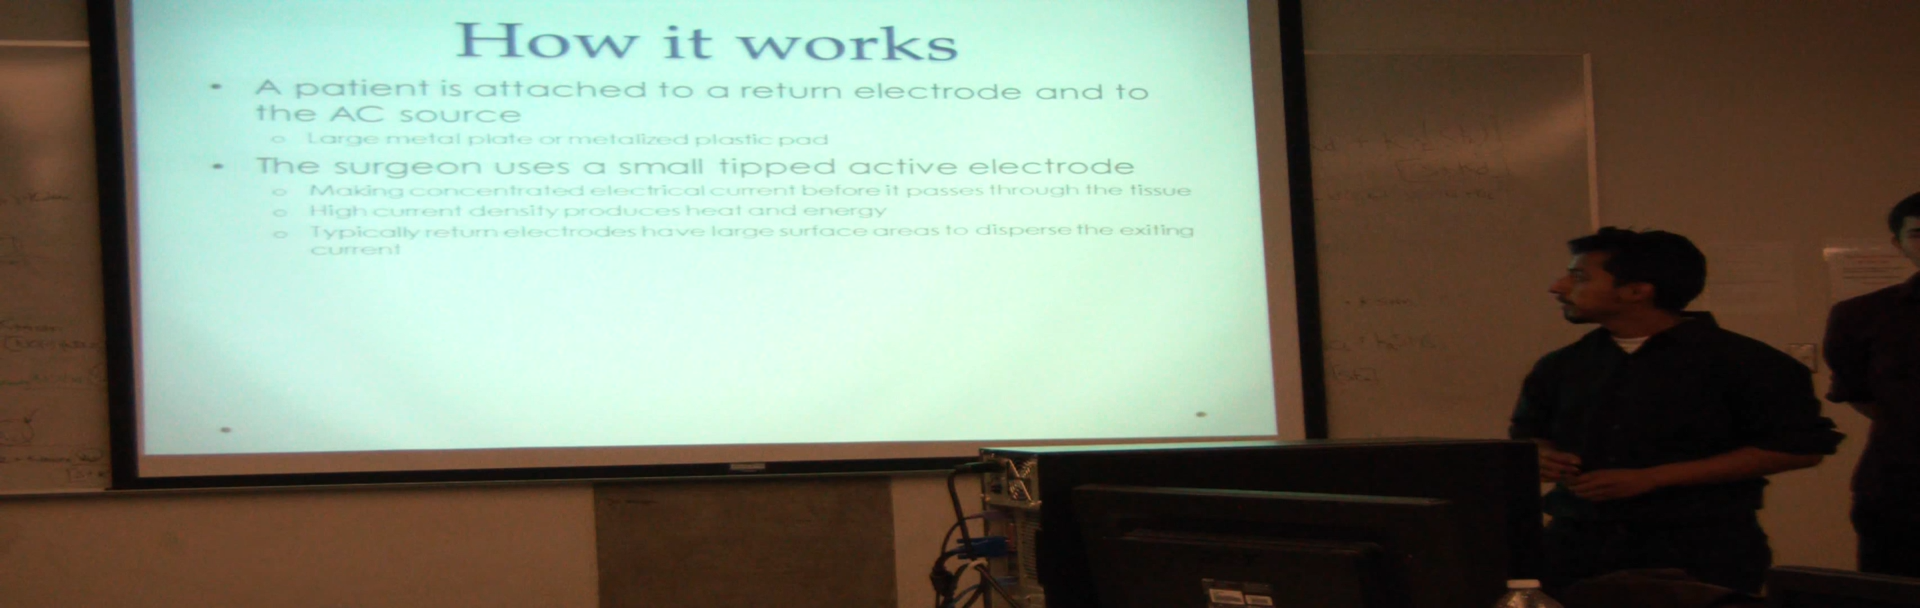 How it works
• A patient is attached to a return electrode and to
the AC source
o Large metal plate or metalized plastic pad
• The surgeon uses a small tipped active electrode
o Making concentrated electrical current before it passes through the tissue
o High current density produces heat and energy
o Typically return electrodes have large surface areas to disperse the exiting
current